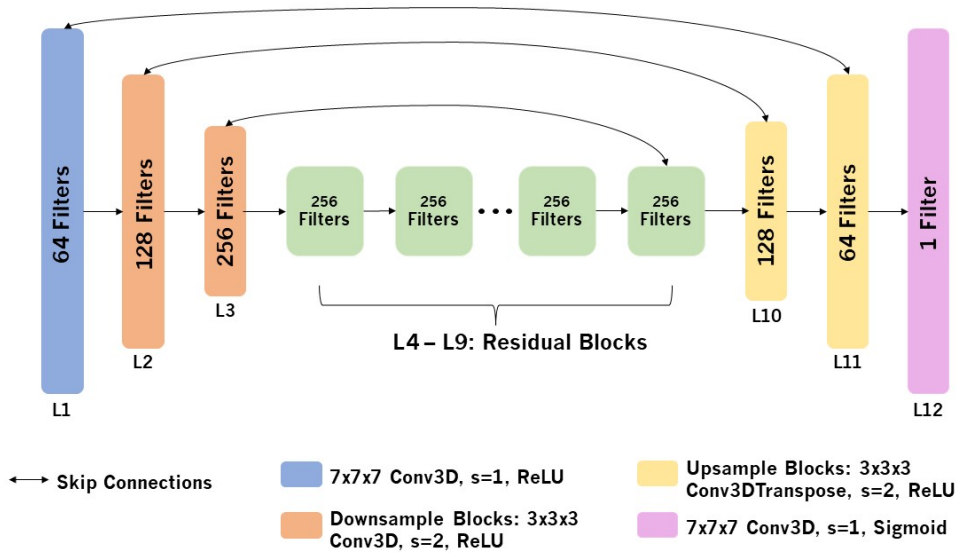 64 Filters
128 Filters
256 Filters
256
Filters
256
Filters
256
Filters
256
Filters
128 Filters
64 Filters
1 Filter
L1
L2
L3
L4 – L9: Residual Blocks
L10
L11
L12
Skip Connections
7x7x7 Conv3D, s=1, ReLU
Downsample Blocks: 3x3x3
Conv3D, s=2, ReLU
Upsample Blocks: 3x3x3
Conv3DTranspose, s=2, ReLU
7x7x7 Conv3D, s=1, Sigmoid